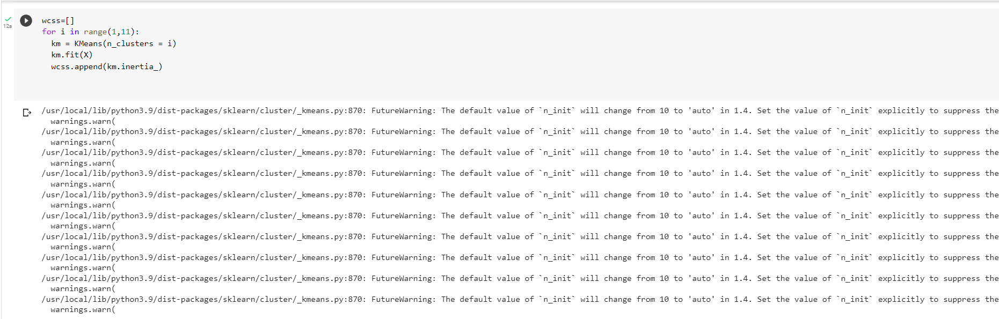 wcss=[]
for i in range(1,11):
  km = KMeans(n_clusters = i)
  km.fit(X)
  wcss.append(km.inertia_)
12s
/usr/local/lib/python3.9/dist-packages/sklearn/cluster/_kmeans.py:870: FutureWarning: The default value of `n_init` will change from 10 to 'auto' in 1.4. Set the value of `n_init` explicitly to suppress the
  warnings.warn(
/usr/local/lib/python3.9/dist-packages/sklearn/cluster/_kmeans.py:870: FutureWarning: The default value of `n_init` will change from 10 to 'auto' in 1.4. Set the value of `n_init` explicitly to suppress the
  warnings.warn(
/usr/local/lib/python3.9/dist-packages/sklearn/cluster/_kmeans.py:870: FutureWarning: The default value of `n_init` will change from 10 to 'auto' in 1.4. Set the value of `n_init` explicitly to suppress the
  warnings.warn(
/usr/local/lib/python3.9/dist-packages/sklearn/cluster/_kmeans.py:870: FutureWarning: The default value of `n_init` will change from 10 to 'auto' in 1.4. Set the value of `n_init` explicitly to suppress the
  warnings.warn(
/usr/local/lib/python3.9/dist-packages/sklearn/cluster/_kmeans.py:870: FutureWarning: The default value of `n_init` will change from 10 to 'auto' in 1.4. Set the value of `n_init` explicitly to suppress the
  warnings.warn(
/usr/local/lib/python3.9/dist-packages/sklearn/cluster/_kmeans.py:870: FutureWarning: The default value of `n_init` will change from 10 to 'auto' in 1.4. Set the value of `n_init` explicitly to suppress the
  warnings.warn(
/usr/local/lib/python3.9/dist-packages/sklearn/cluster/_kmeans.py:870: FutureWarning: The default value of `n_init` will change from 10 to 'auto' in 1.4. Set the value of `n_init` explicitly to suppress the
  warnings.warn(
/usr/local/lib/python3.9/dist-packages/sklearn/cluster/_kmeans.py:870: FutureWarning: The default value of `n_init` will change from 10 to 'auto' in 1.4. Set the value of `n_init` explicitly to suppress the
  warnings.warn(
/usr/local/lib/python3.9/dist-packages/sklearn/cluster/_kmeans.py:870: FutureWarning: The default value of `n_init` will change from 10 to 'auto' in 1.4. Set the value of `n_init` explicitly to suppress the
  warnings.warn(
/usr/local/lib/python3.9/dist-packages/sklearn/cluster/_kmeans.py:870: FutureWarning: The default value of `n_init` will change from 10 to 'auto' in 1.4. Set the value of `n_init` explicitly to suppress the
  warnings.warn(